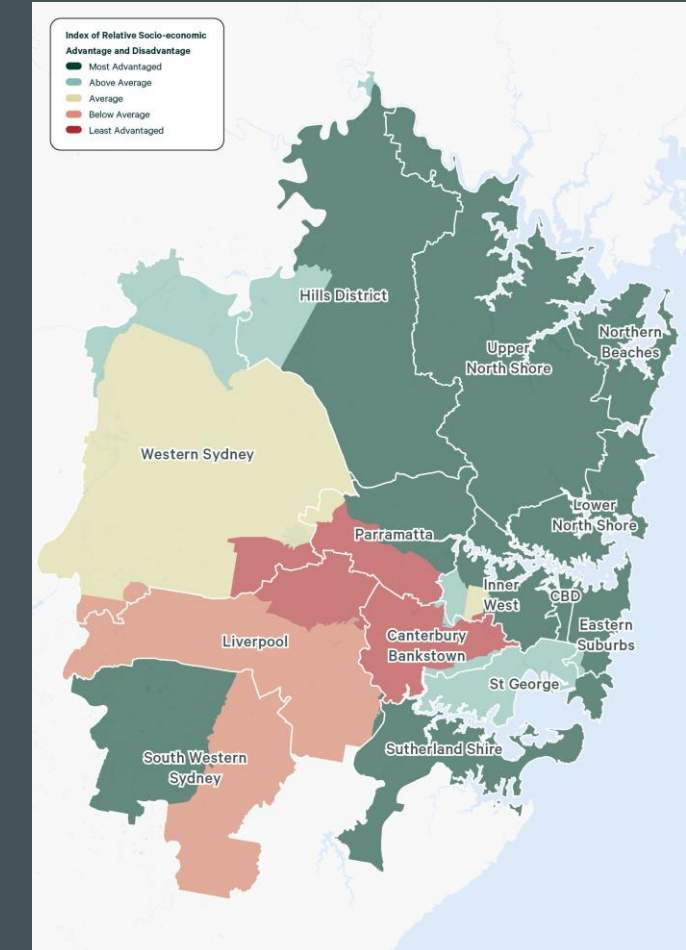 Index of Relative Socio-economic
Advantage and Disadvantage
Most Advantaged
Above Average
Average
Below Average
Least Advantaged
Hills District
Northern
Beaches
Upper
North Shore
Western Sydney
Lower
North Shore
Parramatta
Inner
West
CBD
Eastern
Suburbs
Liverpool
Canterbury
Bankstown
St George
Sutherland Shire
South Western
Sydney